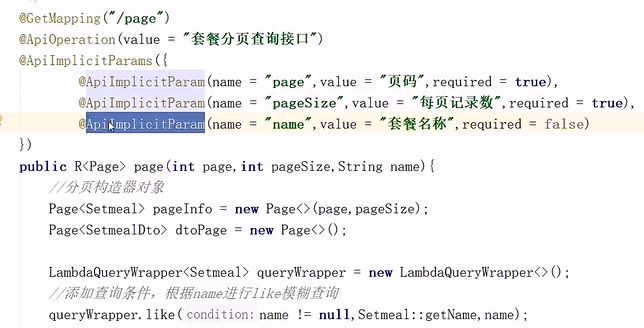 @GetMapping("/page")
@ApiOperation(value = "套餐分页查询接口")
@ApiImplicitParams({
@ApiImplicitParam(name = "page",value = "页码",required = true),
@ApiImplicitParam(name = "pageSize",value = "每页记录数",required = true),
@ApiImplicitParam(name = "name",value = "套餐名称",required = false)
})
public R<Page> page(int page,int pageSize,String name){
//分页构造器对象
Page<Setmeal> pageInfo = new Page<>(page,pageSize);
Page<SetmealDto> dtoPage = new Page<>();
LambdaQueryWrapper<Setmeal> queryWrapper = new LambdaQueryWrapper<>();
//添加查询条件，根据name进行like模糊查询
queryWrapper.like( condition: name != null,Setmeal::getName,name);